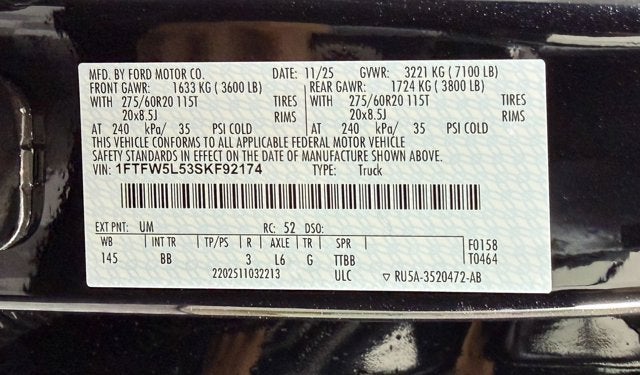 MFD. BY FORD MOTOR CO. DATE: 11/25 GVWR: 3221 KG ( 7100 LB)
FRONT GAWR: 1633 KG ( 3600 LB) REAR GAWR: 1724 KG ( 3800 LB)
WITH 275/60R20 115T TIRES WITH 275/60R20 115T TIRES
20x8.5J RIMS 20x8.5J RIMS
AT 240 kPa/ 35 PSI COLD AT 240 kPa/ 35 PSI COLD
THIS VEHICLE CONFORMS TO ALL APPLICABLE FEDERAL MOTOR VEHICLE
SAFETY STANDARDS IN EFFECT ON THE DATE OF MANUFACTURE SHOWN ABOVE.
VIN: 1FTFW5L53SKF92174 TYPE: Truck
EXT PNT: UM RC: 52 DSO:
WB INT TR TP/PS R AXLE TR SPR F0158
145 BB 3 L6 G TTBB T0464
2202511032213 ULC ▽ RU5A-3520472-AB